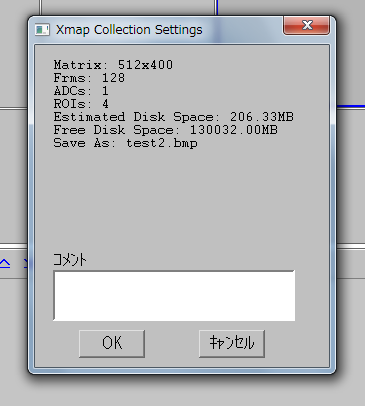 Xmap Collection Settings
Matrix: 512x400
Frms: 128
ADCs: 1
ROIs: 4
Estimated Disk Space: 206.33MB
Free Disk Space: 130032.00MB
Save As: test2.bmp
ｺﾒﾝﾄ
OK
ｷｬﾝｾﾙ